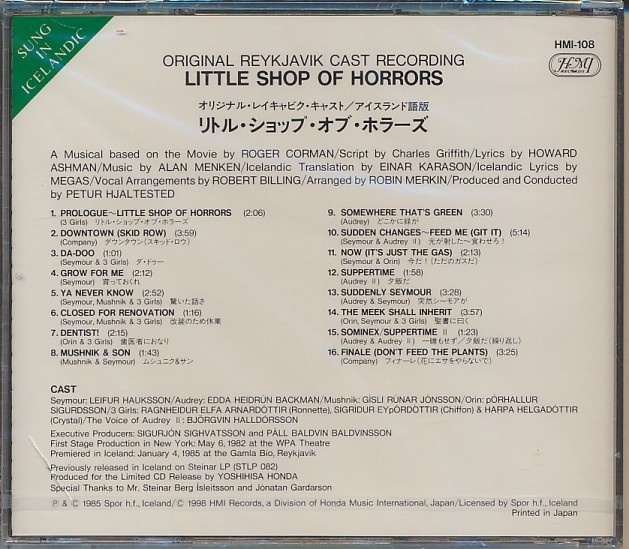 SUNG
IN
ICELANDIC
HMI-108
HMI
RECORDS
ORIGINAL REYKJAVIK CAST RECORDING
LITTLE SHOP OF HORRORS
オリジナル・レイキャビク・キャスト／アイスランド語版
リトル・ショップ・オブ・ホラーズ
A Musical based on the Movie by ROGER CORMAN/Script by Charles Griffith/Lyrics by HOWARD
ASHMAN/Music by ALAN MENKEN/Icelandic Translation by EINAR KARASON/Icelandic Lyrics by
MEGAS/Vocal Arrangements by ROBERT BILLING/Arranged by ROBIN MERKIN/Produced and Conducted
by PETUR HJALTESTED
1. PROLOGUE~LITTLE SHOP OF HORRORS (2:06)
(3 Girls) リトル・ショップ・オブ・ホラーズ
2. DOWNTOWN (SKID ROW) (3:59)
(Company) ダウンタウン(スキッド・ロウ)
3. DA-DOO (1:01)
(Seymour & 3 Girls) ダ・ドゥー
4. GROW FOR ME (2:12)
(Seymour) 育っておくれ
5. YA NEVER KNOW (2:52)
(Seymour, Mushnik & 3 Girls) 驚いた話さ
6. CLOSED FOR RENOVATION (1:16)
(Seymour, Mushnik & 3 Girls) 改装のため休業
7. DENTIST! (2:15)
(Orin & 3 Girls) 歯医者におなり
8. MUSHNIK & SON (1:43)
(Mushnik & Seymour) ムシュニク&サン
9. SOMEWHERE THAT'S GREEN (3:30)
(Audrey) どこかに緑が
10. SUDDEN CHANGES~FEED ME (GIT IT) (5:14)
(Seymour & Audrey II) 光が射した～食わせろ!
11. NOW (IT'S JUST THE GAS) (2:13)
(Seymour & Orin) 今だ!(ただのガスだ)
12. SUPPERTIME (1:58)
(Audrey II) 夕飯だ
13. SUDDENLY SEYMOUR (3:28)
(Audrey & Seymour) 突然シーモアが
14. THE MEEK SHALL INHERIT (3:57)
(Orin, Seymour & 3 Girls) 聖書に曰く
15. SOMINEX/SUPPERTIME II (1:23)
(Audrey & Audrey II) 一睡もせず／夕飯だ(繰り返し)
16. FINALE (DON'T FEED THE PLANTS) (3:25)
(Company) フィナーレ(花にエサをやらないで)
CAST
Seymour: LEIFUR HAUKSSON/Audrey: EDDA HEIDRÚN BACKMAN/Mushnik: GÍSLI RÚNAR JÓNSSON/Orin: pÓRHALLUR
SIGURDSSON/3 Girls: RAGNHEIDUR ELFA ARNARDÓTTIR (Ronnette), SIGRÍDUR EYpÓRDÓTTIR (Chiffon) & HARPA HELGADÓTTIR
(Crystal)/The Voice of Audrey II : BJÖRGVIN HALLDÓRSSON
Executive Producers: SIGURJÓN SIGHVATSSON and PÁLL BALDVIN BALDVINSSON
First Stage Production in New York: May 6, 1982 at the WPA Theatre
Premiered in Iceland: January 4, 1985 at the Gamla Bio, Reykjavik
Previously released in Iceland on Steinar LP (STLP 082)
Produced for the Limited CD Release by YOSHIHISA HONDA
Special Thanks to Mr. Steinar Berg Ísleitsson and Jónatan Gardarson
Ⓟ & © 1985 Spor h.f., Iceland/© 1998 HMI Records, a Division of Honda Music International, Japan/Licensed by Spor h.f., Iceland
Printed in Japan